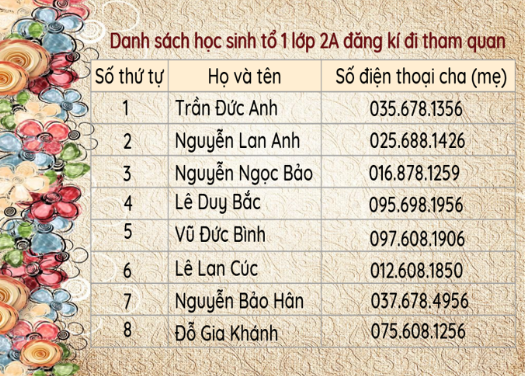 Danh sách học sinh tổ 1 lớp 2A đăng kí đi tham quan
Số thứ tự Họ và tên Số điện thoại cha (mẹ)
1 Trần Đức Anh 035.678.1356
2 Nguyễn Lan Anh 025.688.1426
3 Nguyễn Ngọc Bảo 016.878.1259
4 Lê Duy Bắc 095.698.1956
5 Vũ Đức Bình 097.608.1906
6 Lê Lan Cúc 012.608.1850
7 Nguyễn Bảo Hân 037.678.4956
8 Đỗ Gia Khánh 075.608.1256